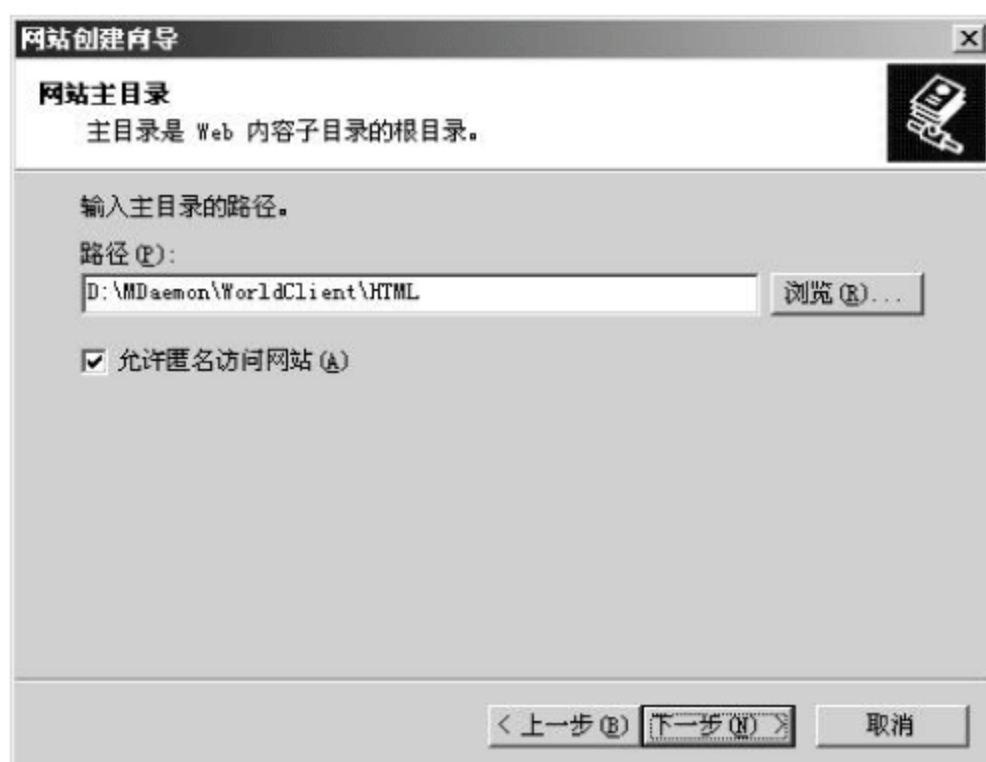 网站创建向导
网站主目录
主目录是 Web 内容子目录的根目录。
输入主目录的路径。
路径(P):
D:\MDaemon\WorldClient\HTML
浏览(R)...
允许匿名访问网站(A)
< 上一步(B)
下一步(N) >
取消